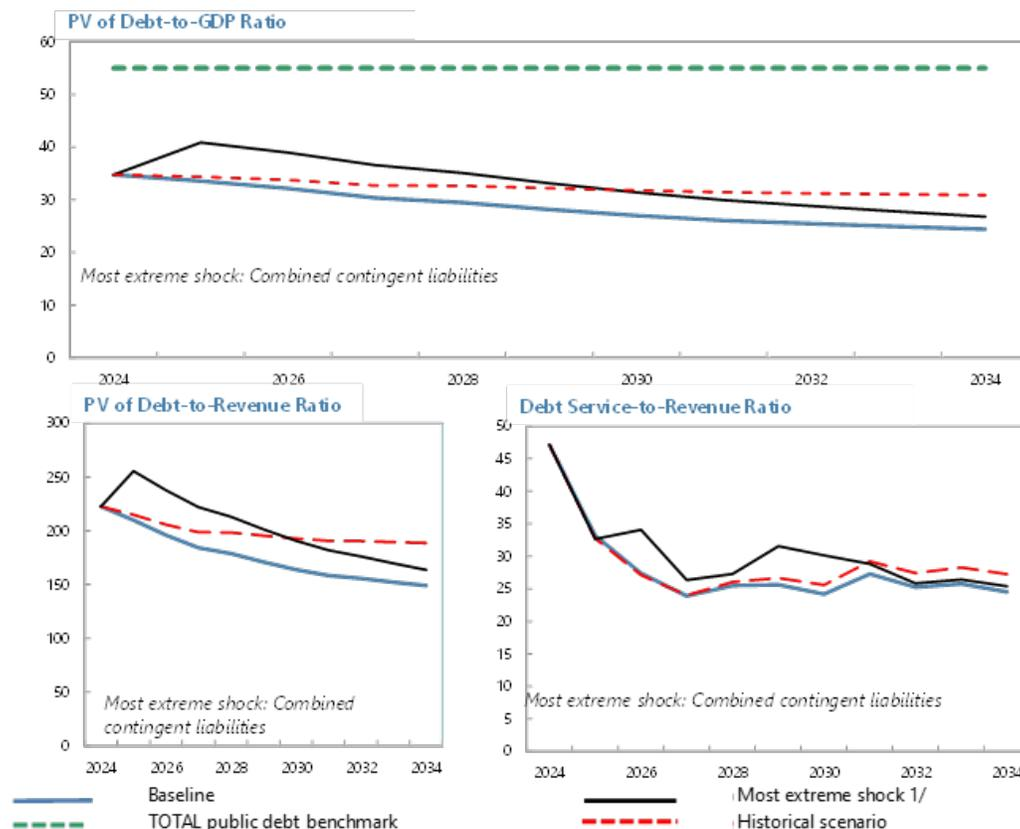 PV of Debt-to-GDP Ratio
60
50
40
30
20
10
0
2024 2026 2028 2030 2032 2034
Most extreme shock: Combined contingent liabilities
PV of Debt-to-Revenue Ratio
300
250
200
150
100
50
0
Most extreme shock: Combined
contingent liabilities
2024 2026 2028 2030 2032 2034
Debt Service-to-Revenue Ratio
50
45
40
35
30
25
20
15
10
5
0
Most extreme shock: Combined contingent liabilities
2024 2026 2028 2030 2032 2034
Baseline
Most extreme shock 1/
TOTAL public debt benchmark
Historical scenario